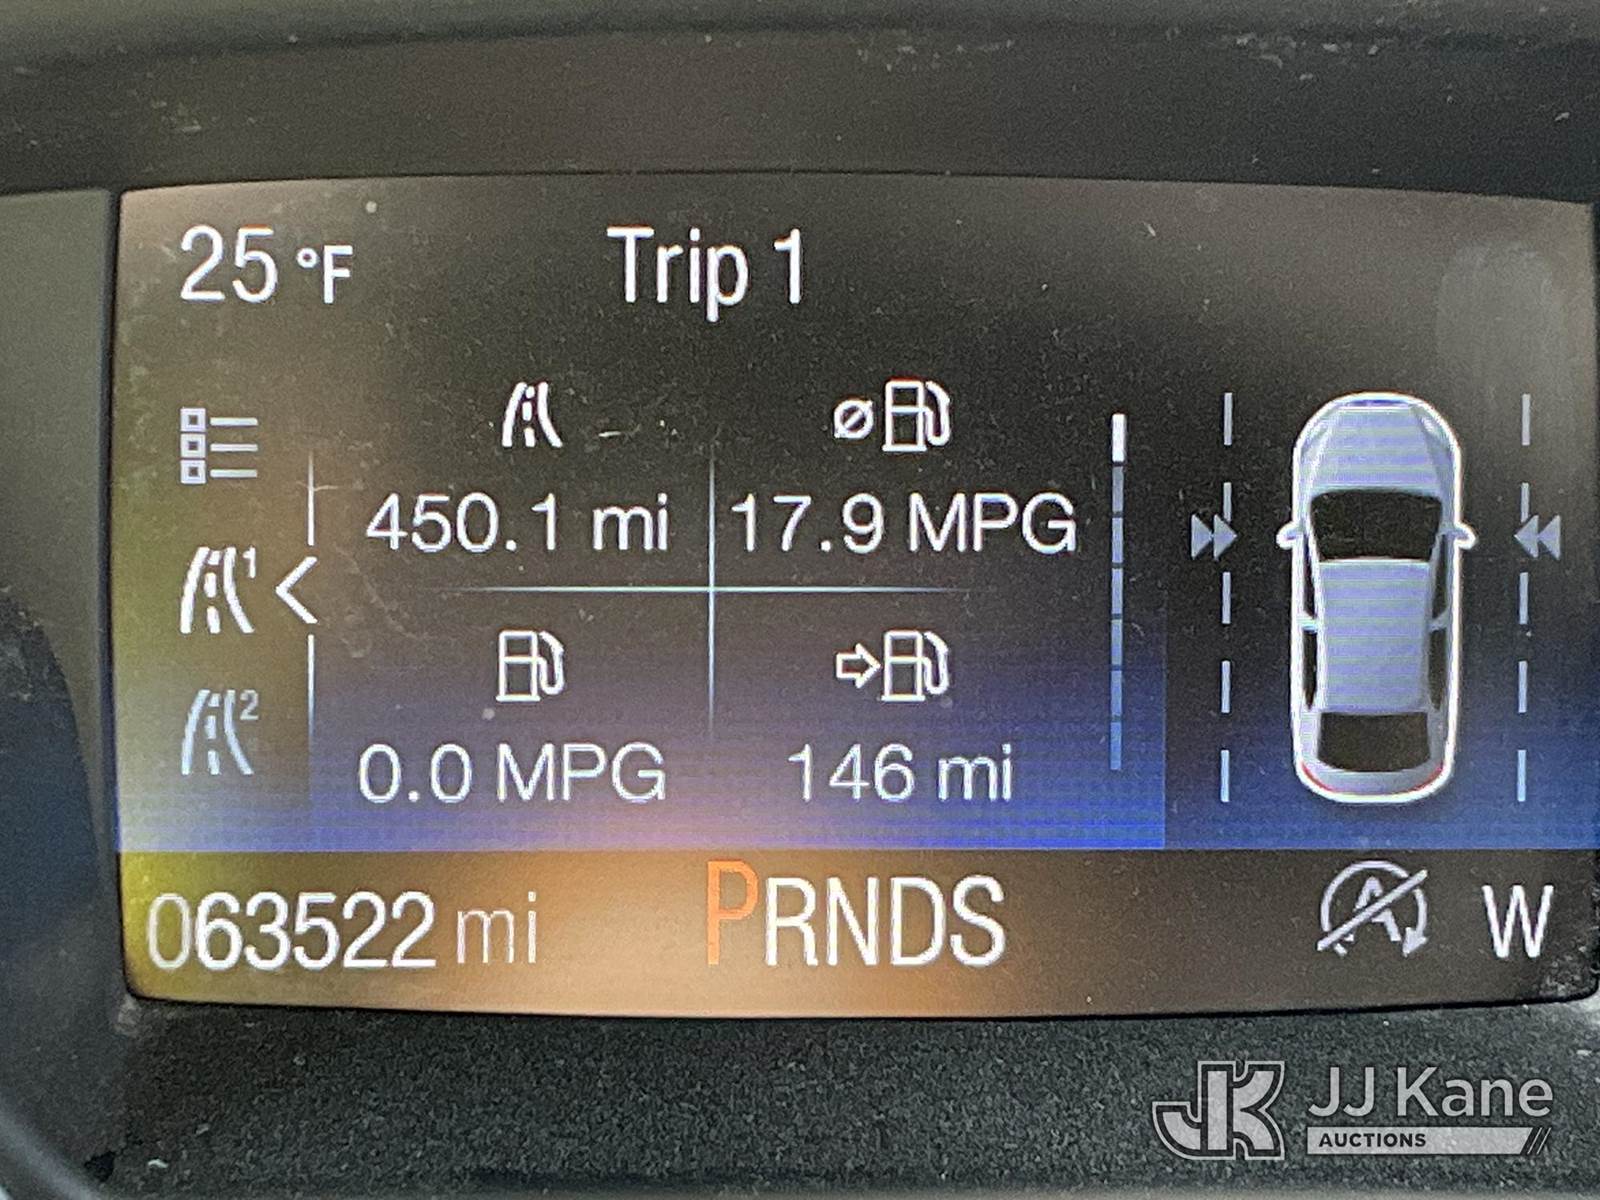 25 °F Trip 1
450.1 mi 17.9 MPG
1
2
0.0 MPG 146 mi
063522 mi PRNDS A W
JK JJ Kane
AUCTIONS